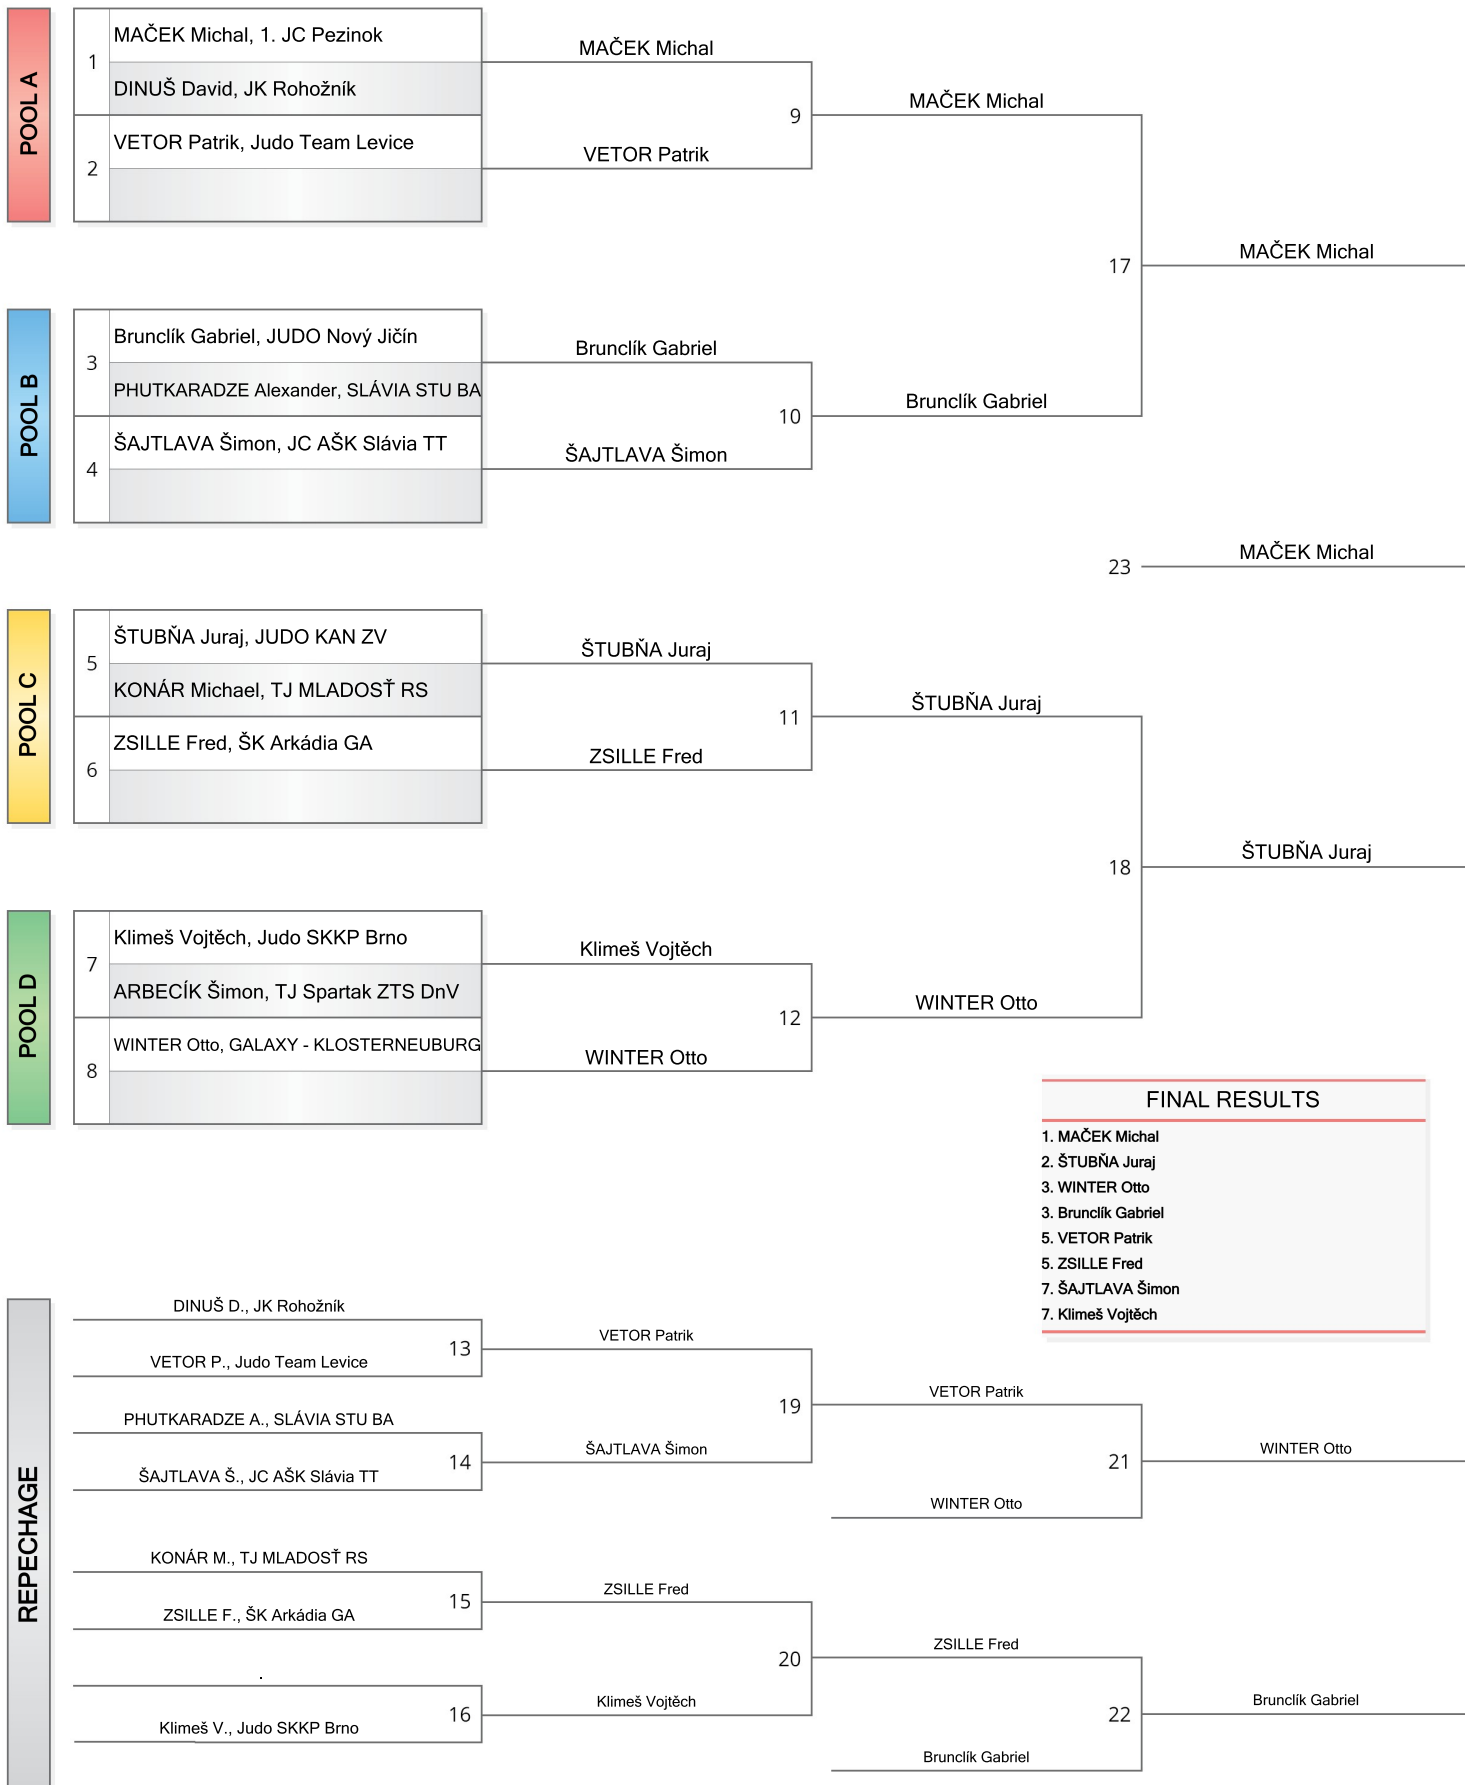 POOL A
1
MAČEK Michal, 1. JC Pezinok
DINUŠ David, JK Rohožník
2
VETOR Patrik, Judo Team Levice
MAČEK Michal
VETOR Patrik
9
MAČEK Michal
17
MAČEK Michal
POOL B
3
Brunclík Gabriel, JUDO Nový Jičín
PHUTKARADZE Alexander, SLÁVIA STU BA
4
ŠAJTLAVA Šimon, JC AŠK Slávia TT
Brunclík Gabriel
ŠAJTLAVA Šimon
10
Brunclík Gabriel
23
MAČEK Michal
POOL C
5
ŠTUBŇA Juraj, JUDO KAN ZV
KONÁR Michael, TJ MLADOSŤ RS
6
ZSILLE Fred, ŠK Arkádia GA
ŠTUBŇA Juraj
ZSILLE Fred
11
ŠTUBŇA Juraj
18
ŠTUBŇA Juraj
POOL D
7
Klimeš Vojtěch, Judo SKKP Brno
ARBECÍK Šimon, TJ Spartak ZTS DnV
8
WINTER Otto, GALAXY - KLOSTERNEUBURG
Klimeš Vojtěch
WINTER Otto
12
WINTER Otto
FINAL RESULTS
1. MAČEK Michal
2. ŠTUBŇA Juraj
3. WINTER Otto
3. Brunclík Gabriel
5. VETOR Patrik
5. ZSILLE Fred
7. ŠAJTLAVA Šimon
7. Klimeš Vojtěch
REPECHAGE
DINUŠ D., JK Rohožník
13
VETOR P., Judo Team Levice
PHUTKARADZE A., SLÁVIA STU BA
14
ŠAJTLAVA Š., JC AŠK Slávia TT
VETOR Patrik
19
ŠAJTLAVA Šimon
VETOR Patrik
21
WINTER Otto
WINTER Otto
KONÁR M., TJ MLADOSŤ RS
15
ZSILLE F., ŠK Arkádia GA
.
16
Klimeš V., Judo SKKP Brno
ZSILLE Fred
20
Klimeš Vojtěch
ZSILLE Fred
22
Brunclík Gabriel
Brunclík Gabriel